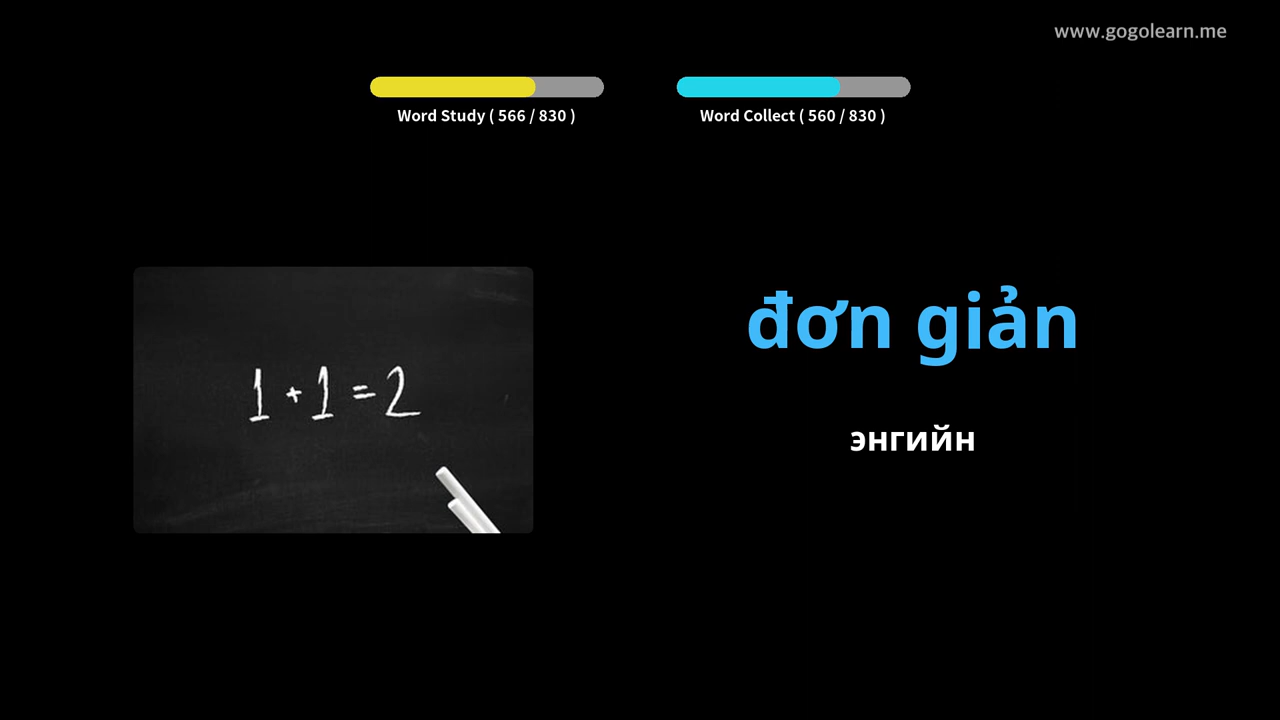 www.gogolearn.me
Word Study ( 566 / 830 )
Word Collect ( 560 / 830 )
1 + 1 = 2
đơn giản
энгийн